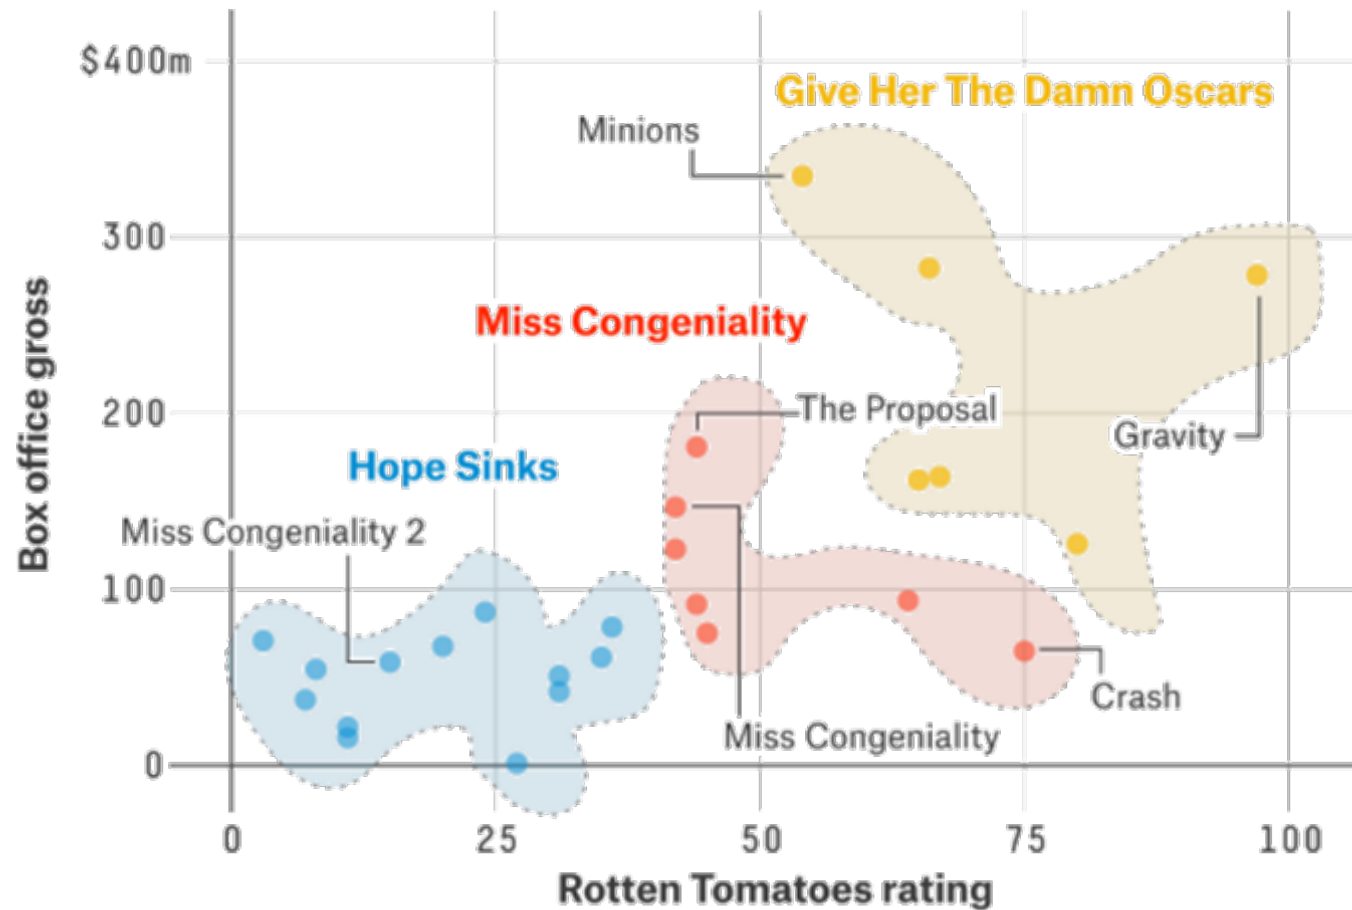 $400m
Give Her The Damn Oscars
Minions
300
Miss Congeniality
The Proposal
200
Gravity
Hope Sinks
Miss Congeniality 2
100
Crash
Miss Congeniality
0
0 25 50 75 100
Rotten Tomatoes rating
Box office gross